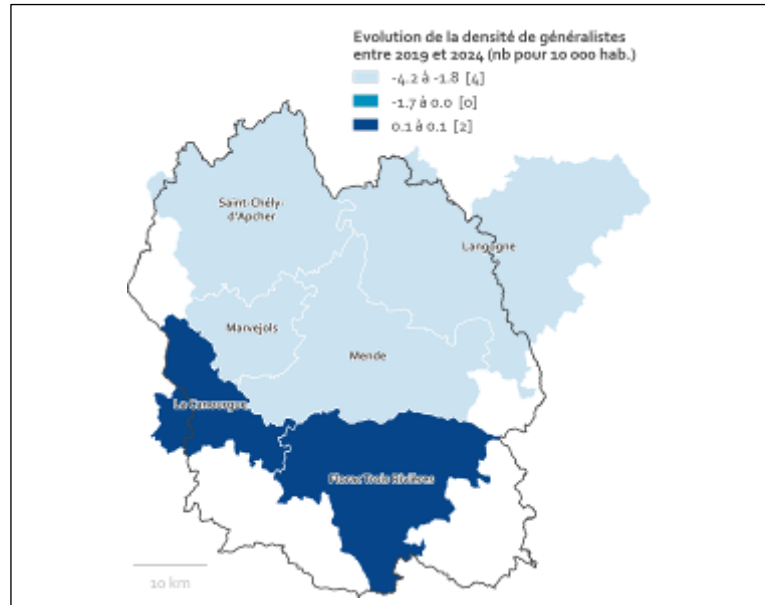 Evolution de la densité de généralistes
entre 2019 et 2024 (nb pour 10 000 hab.)
-4.2 à -1.8 [4]
-1.7 à 0.0 [0]
0.1 à 0.1 [2]
Saint-Chély-
d'Apcher
Langogne
Marvejols
Mende
La Canourgue
Florac Trois Rivières
10 km